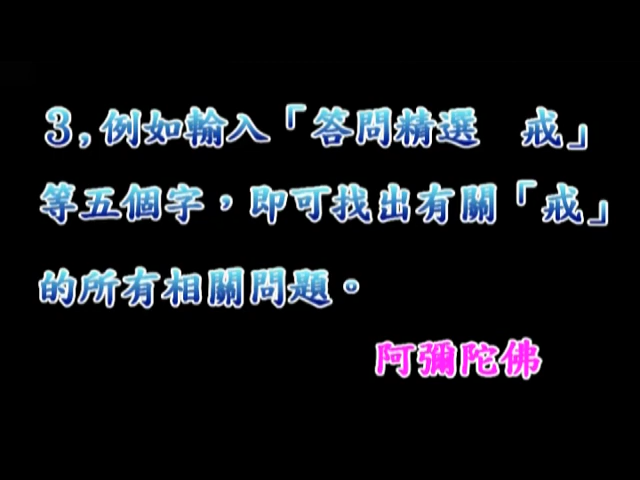 3,例如輸入「答問精選　戒」
等五個字，即可找出有關「戒」
的所有相關問題。
阿彌陀佛